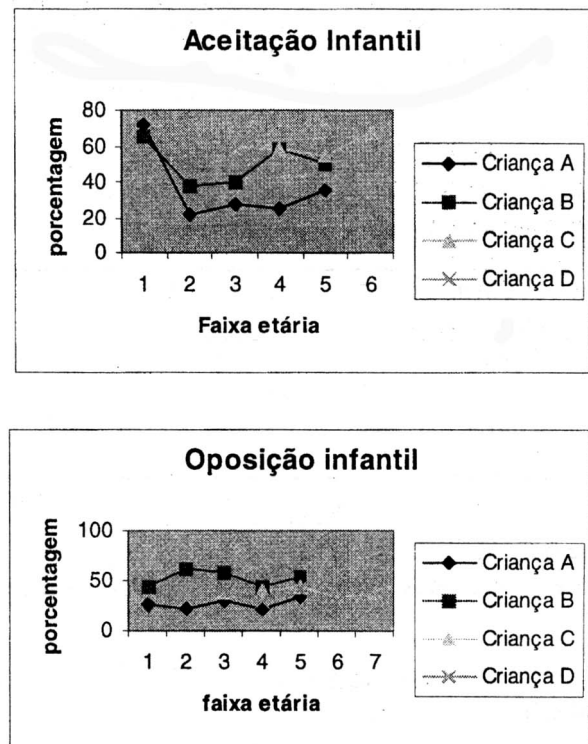 Aceitação Infantil
porcentagem
80
60
40
20
0
1 2 3 4 5 6
Faixa etária
Criança A
Criança B
Criança C
Criança D
Oposição infantil
porcentagem
100
50
0
1 2 3 4 5 6 7
faixa etária
Criança A
Criança B
Criança C
Criança D